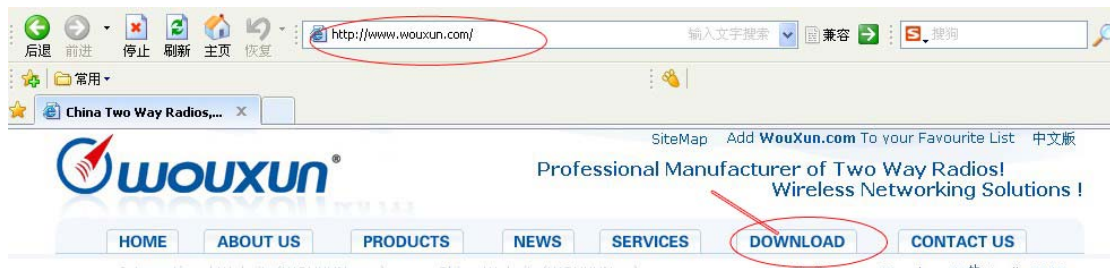 http://www.wouxun.com/ 输入文字搜索 兼容 搜狗
后退 前进 停止 刷新 主页 恢复
常用
China Two Way Radios,... X
SiteMap Add WouXun.com To your Favourite List 中文版
wouxun®
Professional Manufacturer of Two Way Radios!
Wireless Networking Solutions !
HOME ABOUT US PRODUCTS NEWS SERVICES DOWNLOAD CONTACT US